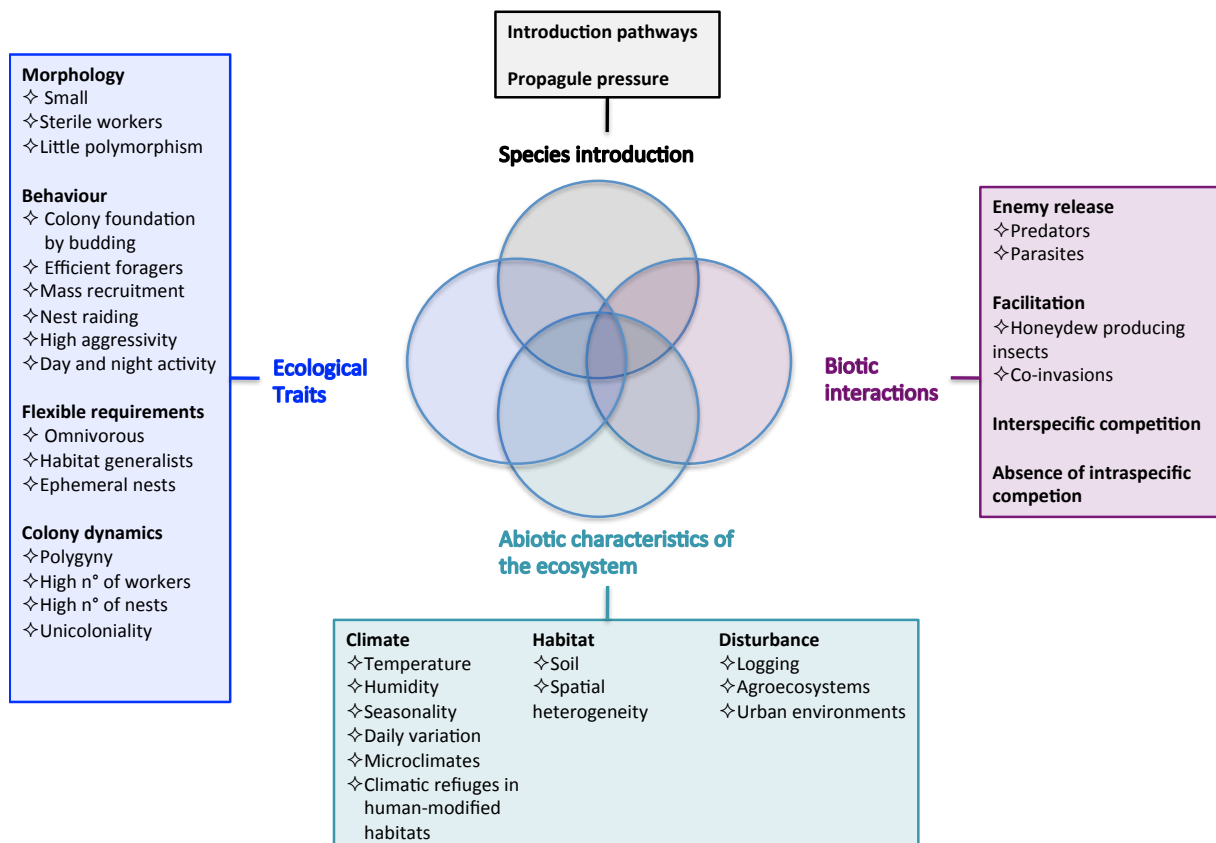 Introduction pathways
Propagule pressure
Species introduction
Morphology
✧ Small
✧Sterile workers
✧Little polymorphism
Behaviour
✧ Colony foundation
by budding
✧ Efficient foragers
✧Mass recruitment
✧Nest raiding
✧High aggressivity
✧Day and night activity
Flexible requirements
✧ Omnivorous
✧Habitat generalists
✧Ephemeral nests
Colony dynamics
✧Polygyny
✧High n° of workers
✧High n° of nests
✧Unicoloniality
Ecological
Traits
Biotic
interactions
Enemy release
✧Predators
✧Parasites
Facilitation
✧Honeydew producing
insects
✧Co-invasions
Interspecific competition
Absence of intraspecific
competion
Abiotic characteristics of
the ecosystem
Climate
✧Temperature
✧Humidity
✧Seasonality
✧Daily variation
✧Microclimates
✧Climatic refuges in
human-modified
habitats
Habitat
✧Soil
✧Spatial
heterogeneity
Disturbance
✧Logging
✧Agroecosystems
✧Urban environments